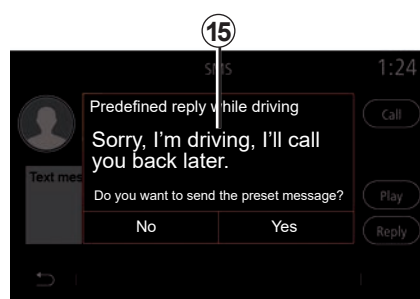 15
SMS
1:24
Predefined reply while driving
Call
Sorry, I'm driving, I'll call
you back later.
Text mes
Do you want to send the preset message?
Play
No
Yes
Reply